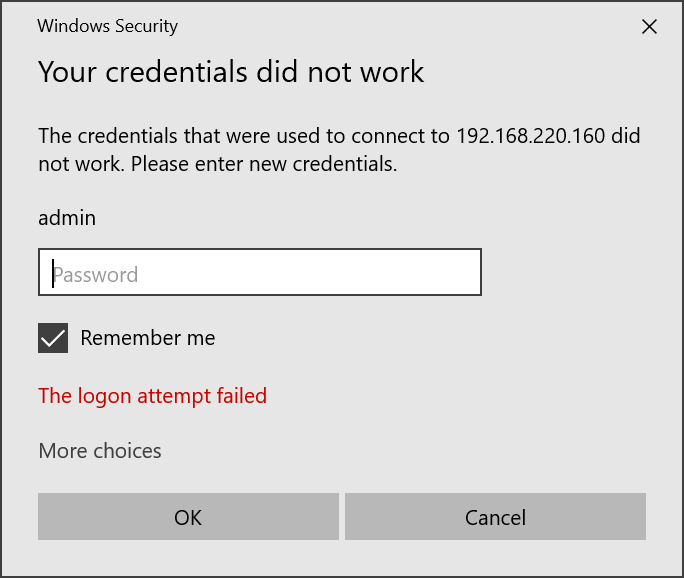 Windows Security
Your credentials did not work
The credentials that were used to connect to 192.168.220.160 did
not work. Please enter new credentials.
admin
Password
Remember me
The logon attempt failed
More choices
OK
Cancel